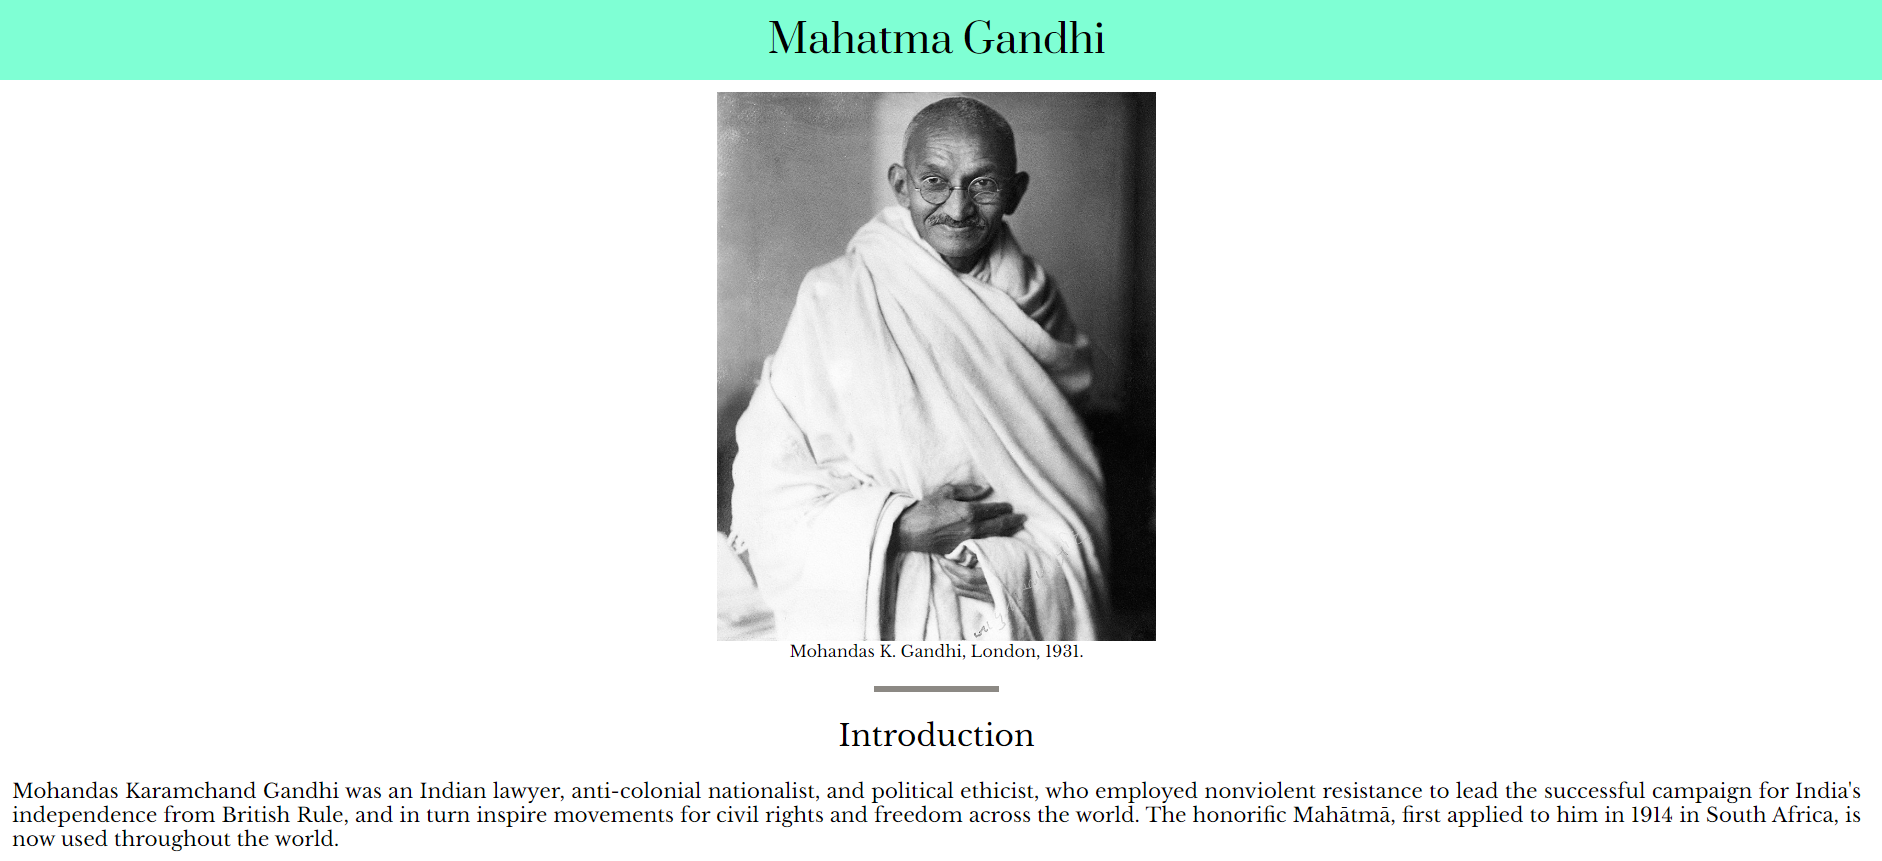 Mahatma Gandhi
Mohandas K. Gandhi, London, 1931.
Introduction
Mohandas Karamchand Gandhi was an Indian lawyer, anti-colonial nationalist, and political ethicist, who employed nonviolent resistance to lead the successful campaign for India's
independence from British Rule, and in turn inspire movements for civil rights and freedom across the world. The honorific Mahātmā, first applied to him in 1914 in South Africa, is
now used throughout the world.